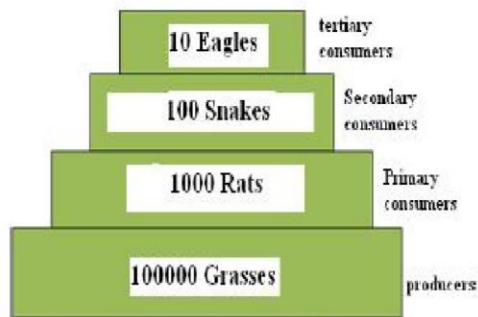 10 Eagles
tertiary
consumers
100 Snakes
Secondary
consumers
1000 Rats
Primary
consumers
100000 Grasses
producers